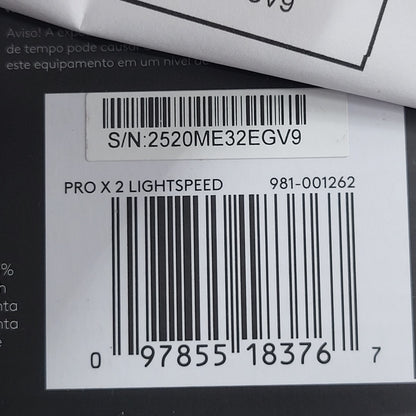 Aviso! A
de tempo pode causar
este equipamento em um nível
S/N:2520ME32EGV9
PRO X 2 LIGHTSPEED 981-001262
%
0 97855 18376 7